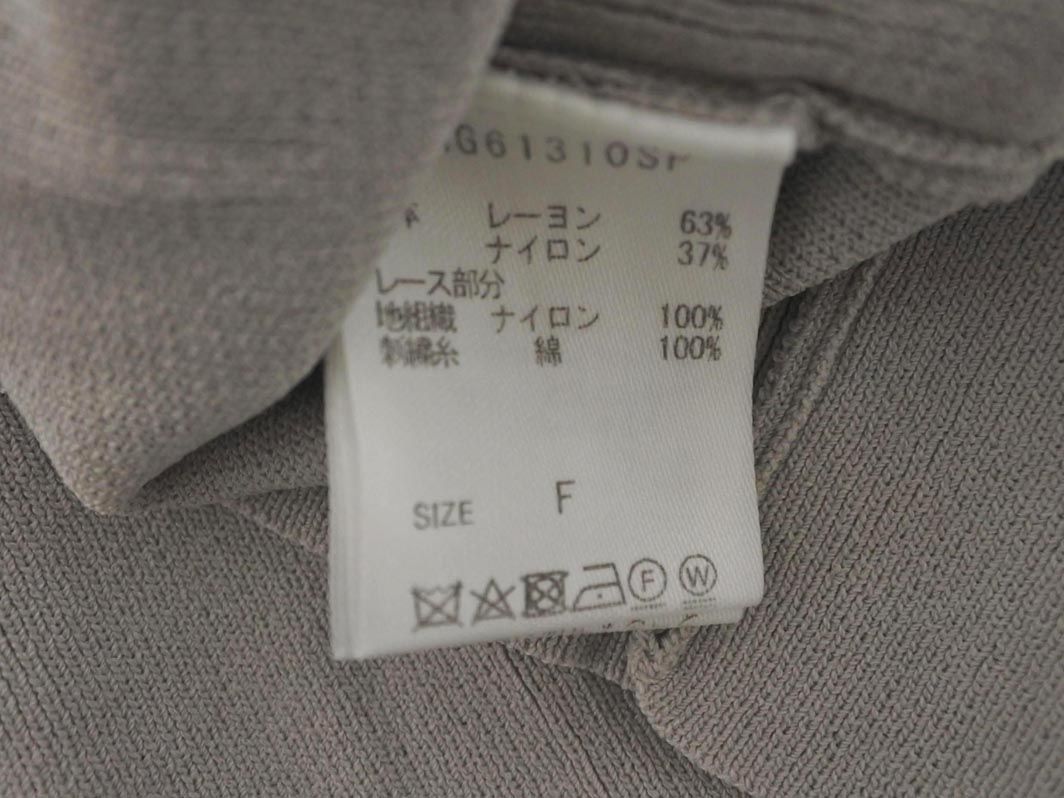 G61310SP
レーヨン 63%
ナイロン 37%
レース部分
地組織 ナイロン 100%
刺繍糸 綿 100%
SIZE F
F W